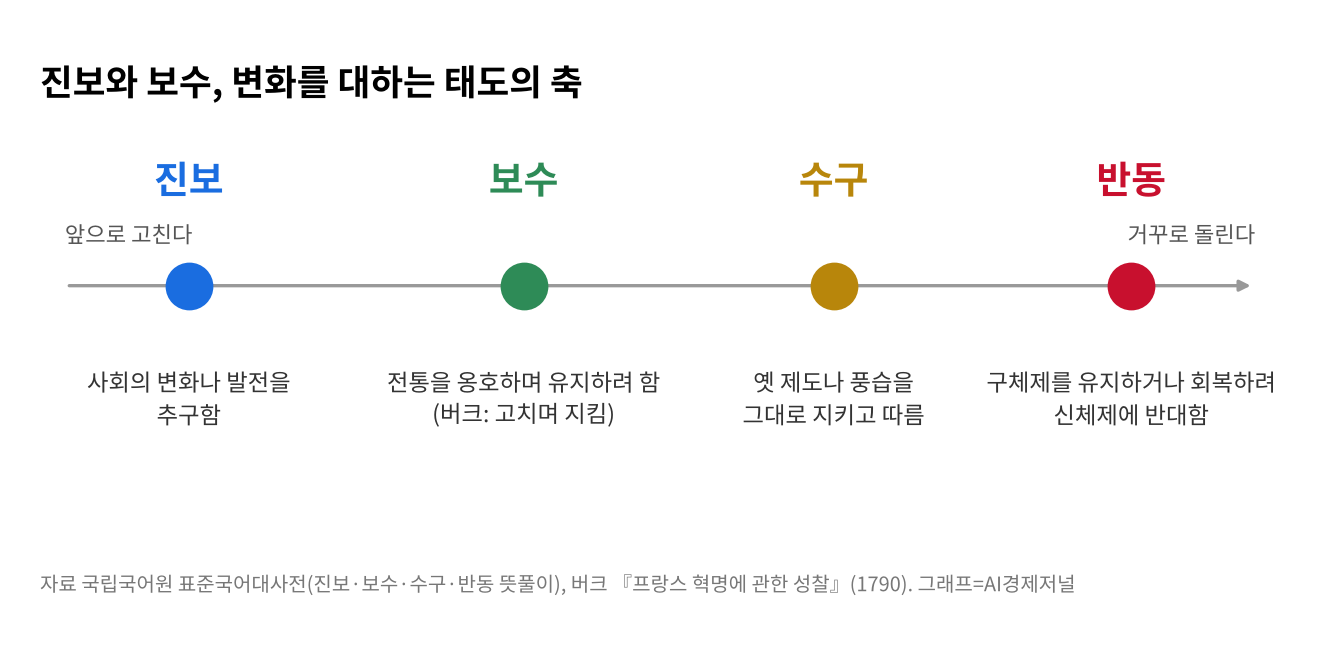 진보와 보수, 변화를 대하는 태도의 축
진보
보수
수구
반동
앞으로 고친다
거꾸로 돌린다
사회의 변화나 발전을
추구함
전통을 옹호하며 유지하려 함
(버크: 고치며 지킴)
옛 제도나 풍습을
그대로 지키고 따름
구체제를 유지하거나 회복하려
신체제에 반대함
자료 국립국어원 표준국어대사전(진보·보수·수구·반동 뜻풀이), 버크 『프랑스 혁명에 관한 성찰』(1790). 그래프=AI경제저널